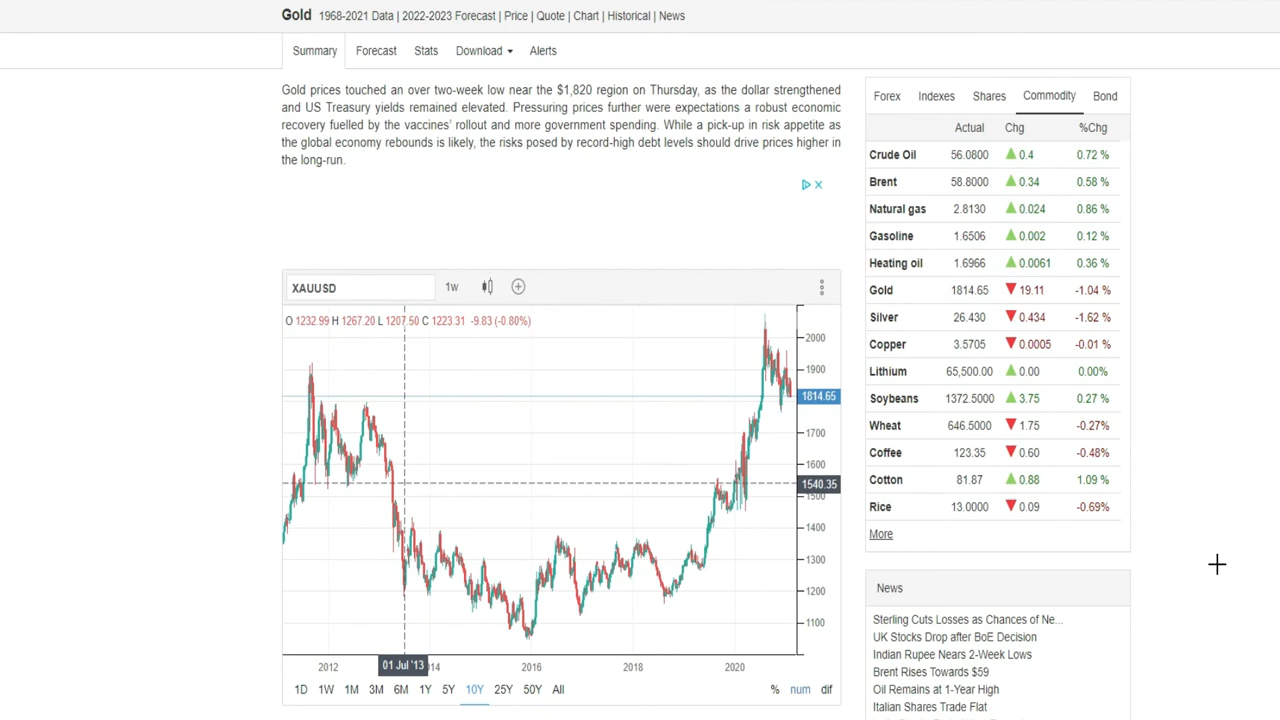 Gold 1968-2021 Data | 2022-2023 Forecast | Price | Quote | Chart | Historical | News
Summary Forecast Stats Download Alerts
Gold prices touched an over two-week low near the $1,820 region on Thursday, as the dollar strengthened
and US Treasury yields remained elevated. Pressuring prices further were expectations a robust economic
recovery fuelled by the vaccines' rollout and more government spending. While a pick-up in risk appetite as
the global economy rebounds is likely, the risks posed by record-high debt levels should drive prices higher in
the long-run.
XAUUSD 1w
O 1232.99 H 1267.20 L 1207.50 C 1223.31 -9.83 (-0.80%)
2000
1900
1814.65
1700
1600
1540.35
1500
1400
1300
1200
1100
2012 01 Jul '13 14 2016 2018 2020
1D 1W 1M 3M 6M 1Y 5Y 10Y 25Y 50Y All % num dif
Forex Indexes Shares Commodity Bond
Actual Chg %Chg
Crude Oil 56.0800 0.4 0.72 %
Brent 58.8000 0.34 0.58 %
Natural gas 2.8130 0.024 0.86 %
Gasoline 1.6506 0.002 0.12 %
Heating oil 1.6966 0.0061 0.36 %
Gold 1814.65 19.11 -1.04 %
Silver 26.430 0.434 -1.62 %
Copper 3.5705 0.0005 -0.01 %
Lithium 65,500.00 0.00 0.00%
Soybeans 1372.5000 3.75 0.27 %
Wheat 646.5000 1.75 -0.27%
Coffee 123.35 0.60 -0.48%
Cotton 81.87 0.88 1.09 %
Rice 13.0000 0.09 -0.69%
More
News
Sterling Cuts Losses as Chances of Ne...
UK Stocks Drop after BoE Decision
Indian Rupee Nears 2-Week Lows
Brent Rises Towards $59
Oil Remains at 1-Year High
Italian Shares Trade Flat